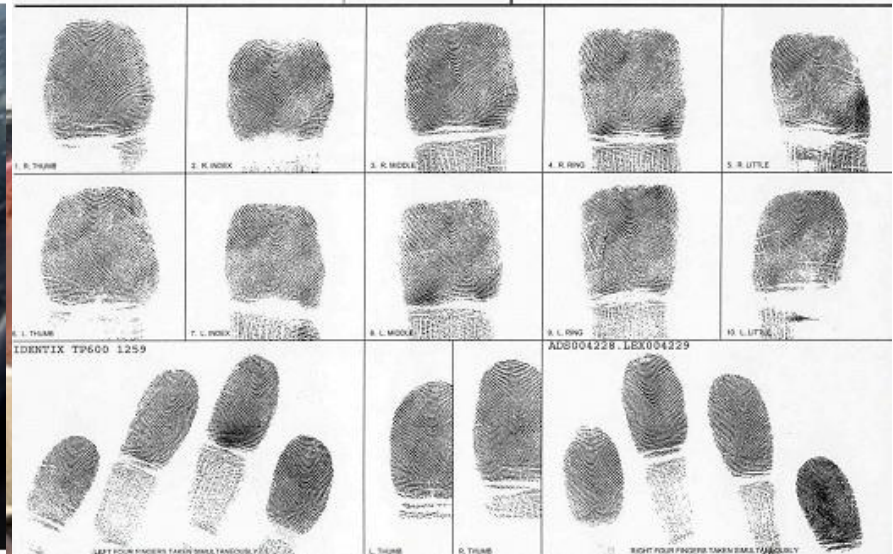 1. R. THUMB
2. R. INDEX
3. R. MIDDLE
4. R. RING
5. R. LITTLE
6. L. THUMB
7. L. INDEX
8. L. MIDDLE
9. L. RING
10. L. LITTLE
IDENTIX TP600 1259
ADS004228.LEX004229
LEFT FOUR FINGERS TAKEN SIMULTANEOUSLY
L. THUMB
R. THUMB
RIGHT FOUR FINGERS TAKEN SIMULTANEOUSLY